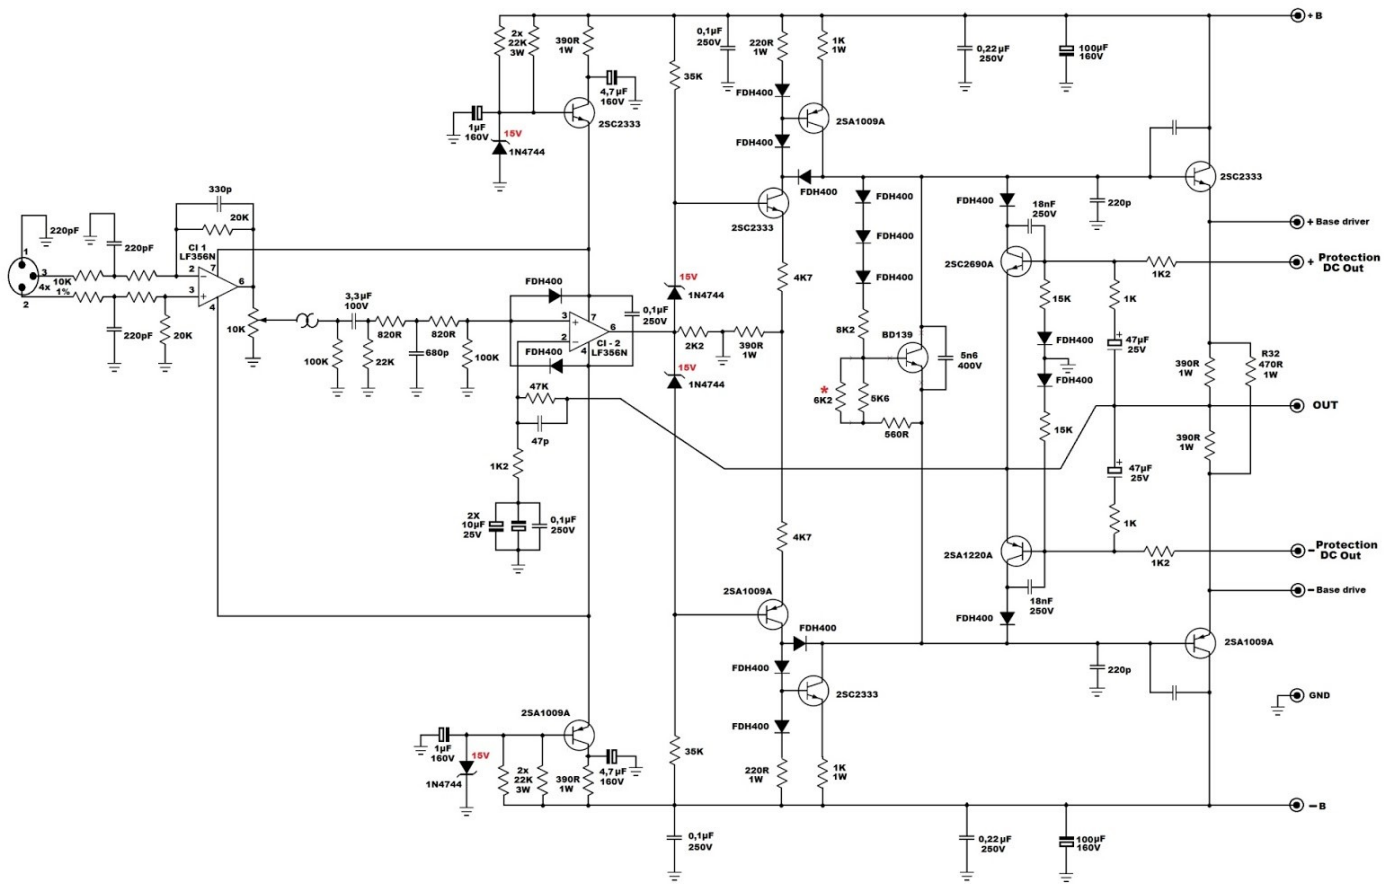 + B
2x
22K
3W
390R
1W
4,7µF
160V
1µF
160V
15V
1N4744
2SC2333
35K
0,1µF
250V
220R
1W
1K
1W
FDH400
2SA1009A
FDH400
FDH400
2SC2333
0,22µF
250V
100µF
160V
2SC2333
330p
20K
220pF
220pF
CI 1
LF356N
1
3
4x
2
10K
1%
2
7
3
6
4
220pF
20K
10K
3,3µF
100V
100K
22K
820R
680p
820R
100K
FDH400
0,1µF
250V
3
7
6
2
4
CI - 2
LF356N
FDH400
47K
47p
1K2
2X
10µF
25V
0,1µF
250V
15V
1N4744
2K2
390R
1W
15V
1N4744
4K7
4K7
FDH400
FDH400
FDH400
8K2
BD139
5n6
400V
*
6K2
5K6
560R
FDH400
18nF
250V
220p
2SC2690A
1K2
15K
1K
FDH400
47µF
25V
+
FDH400
15K
+
47µF
25V
1K
390R
1W
R32
470R
1W
390R
1W
+ Base driver
+ Protection
DC Out
OUT
2SA1220A
1K2
18nF
250V
FDH400
− Protection
DC Out
− Base drive
2SA1009A
FDH400
FDH400
2SC2333
FDH400
220R
1W
1K
1W
220p
2SA1009A
GND
2SA1009A
1µF
160V
15V
1N4744
2x
22K
3W
390R
1W
4,7µF
160V
35K
− B
0,1µF
250V
0,22µF
250V
100µF
160V